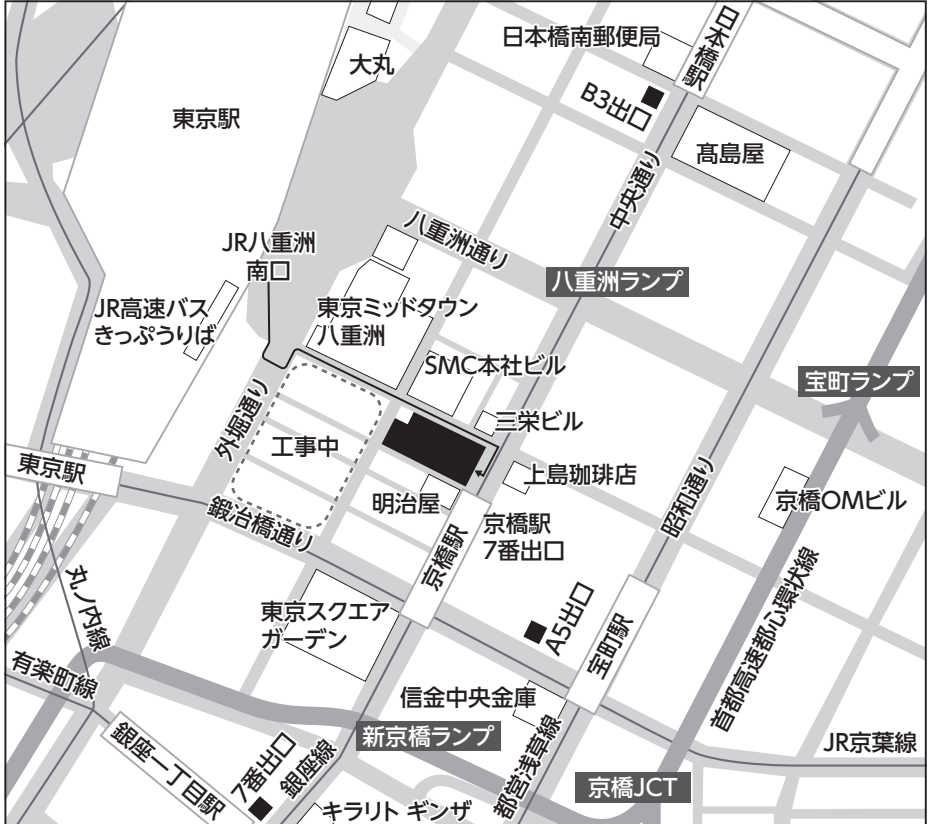 日本橋駅
日本橋南郵便局
大丸
B3出口
東京駅
髙島屋
中央通り
八重洲通り
JR八重洲
南口
八重洲ランプ
JR高速バス
きっぷうりば
東京ミッドタウン
八重洲
SMC本社ビル
宝町ランプ
外堀通り
三栄ビル
工事中
東京駅
上島珈琲店
昭和通り
明治屋
京橋OMビル
鍛冶橋通り
京橋駅
京橋駅
7番出口
丸ノ内線
東京スクエア
ガーデン
A5出口
宝町駅
首都高速都心環状線
有楽町線
信金中央金庫
新京橋ランプ
JR京葉線
銀座一丁目駅
7番出口
銀座線
都営浅草線
京橋JCT
キラリト ギンザ